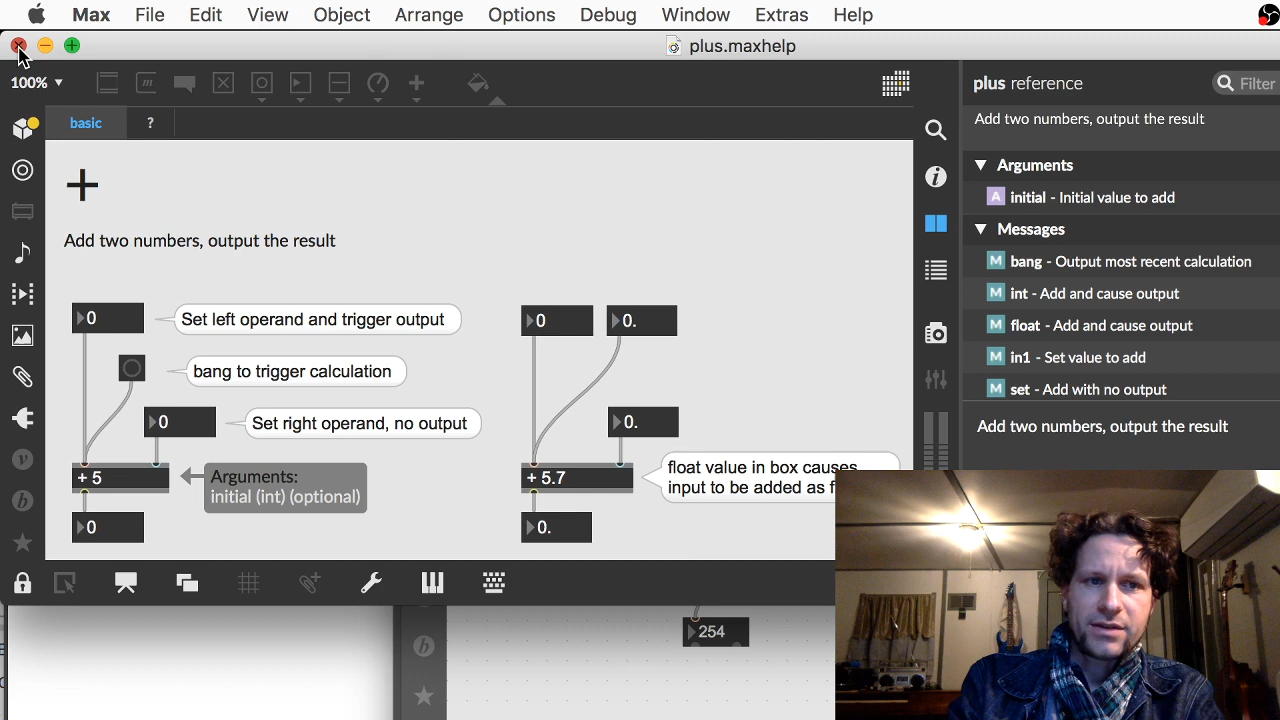 Max File Edit View Object Arrange Options Debug Window Extras Help
plus.maxhelp
100%
basic ?
plus reference
Filter
Add two numbers, output the result
Arguments
A initial - Initial value to add
Messages
M bang - Output most recent calculation
M int - Add and cause output
M float - Add and cause output
M in1 - Set value to add
M set - Add with no output
Add two numbers, output the result
+
Add two numbers, output the result
0
Set left operand and trigger output
bang to trigger calculation
0
Set right operand, no output
+ 5
Arguments:
initial (int) (optional)
0
0
0.
0.
+ 5.7
float value in box causes
input to be added as
0.
254